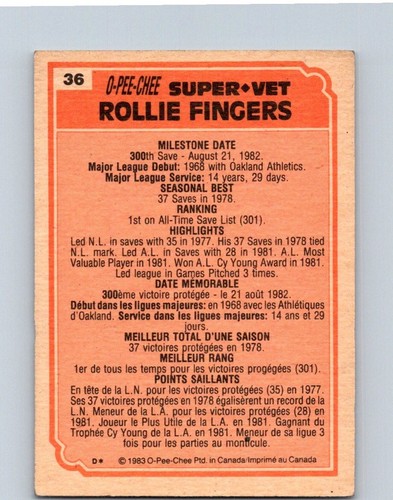 36
O-PEE-CHEE SUPER◆VET
ROLLIE FINGERS
MILESTONE DATE
300th Save - August 21, 1982.
Major League Debut: 1968 with Oakland Athletics.
Major League Service: 14 years, 29 days.
SEASONAL BEST
37 Saves in 1978.
RANKING
1st on All-Time Save List (301).
HIGHLIGHTS
Led N.L. in saves with 35 in 1977. His 37 Saves in 1978 tied
N.L. mark. Led A.L. with Saves with 28 in 1981. A.L. Most
Valuable Player in 1981. Won A.L. Cy Young Award in 1981.
Led league in Games Pitched 3 times.
DATE MÉMORABLE
300ème victoire protégée - le 21 août 1982.
Début dans les ligues majeures: en 1968 avec les Athlétiques
d'Oakland. Service dans les ligues majeures: 14 ans et 29
jours.
MEILLEUR TOTAL D'UNE SAISON
37 victoires protégées en 1978.
MEILLEUR RANG
1er de tous les temps pour les victoires protégées (301).
POINTS SAILLANTS
En tête de la L.N. pour les victoires protégées (35) en 1977.
Ses 37 victoires protégées en 1978 égalisèrent un record de la
L.N. Meneur de la L.A. pour les victoires protégées (28) en
1981. Joueur le Plus Utile de la L.A. en 1981. Gagnant du
Trophée Cy Young de la L.A. en 1981. Meneur de sa ligue 3
fois pour les parties au monticule.
D* © 1983 O-Pee-Chee Ptd. in Canada/Imprimé au Canada